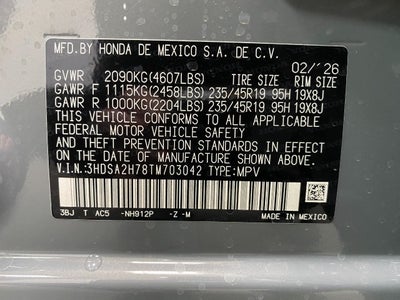 MFD.BY HONDA DE MEXICO S.A. DE C.V.
02/'26
GVWR 2090KG(4607LBS) TIRE SIZE RIM SIZE
GAWR F 1115KG(2458LBS) 235/45R19 95H 19X8J
GAWR R 1000KG(2204LBS) 235/45R19 95H 19X8J
THIS VEHICLE CONFORMS TO ALL APPLICABLE
FEDERAL MOTOR VEHICLE SAFETY
AND THEFT PREVENTION STANDARDS IN EFFECT
ON THE DATE OF MANUFACTURE SHOWN ABOVE.
V.I.N.:3HDSA2H78TM703042 TYPE:MPV
3BJ T AC5 -NH912P -Z -M MADE IN MEXICO